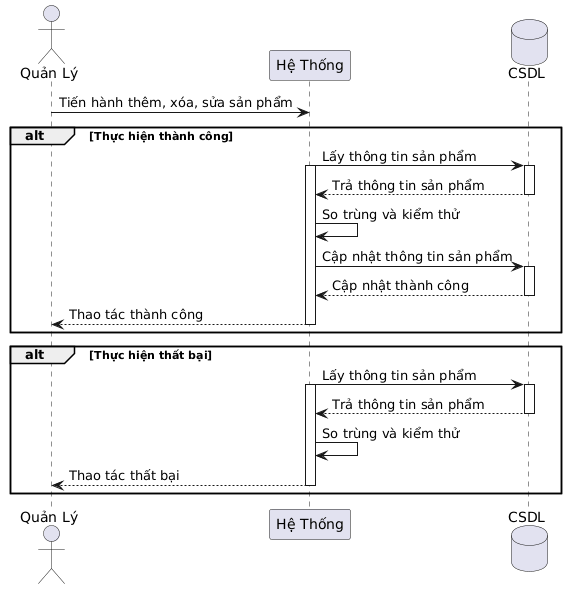 Quản Lý
Hệ Thống
CSDL
Tiến hành thêm, xóa, sửa sản phẩm
alt [Thực hiện thành công]
Lấy thông tin sản phẩm
Trả thông tin sản phẩm
So trùng và kiểm thử
Cập nhật thông tin sản phẩm
Cập nhật thành công
Thao tác thành công
alt [Thực hiện thất bại]
Lấy thông tin sản phẩm
Trả thông tin sản phẩm
So trùng và kiểm thử
Thao tác thất bại
Quản Lý
Hệ Thống
CSDL